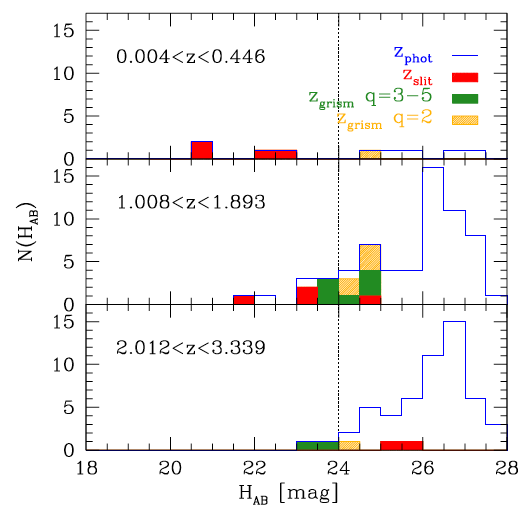 15
10
5
0
0.004<z<0.446
z_phot
z_slit
z_grism q=3−5
z_grism q=2
15
10
5
0
1.008<z<1.893
N(H_AB)
15
10
5
0
2.012<z<3.339
18 20 22 24 26 28
H_AB [mag]